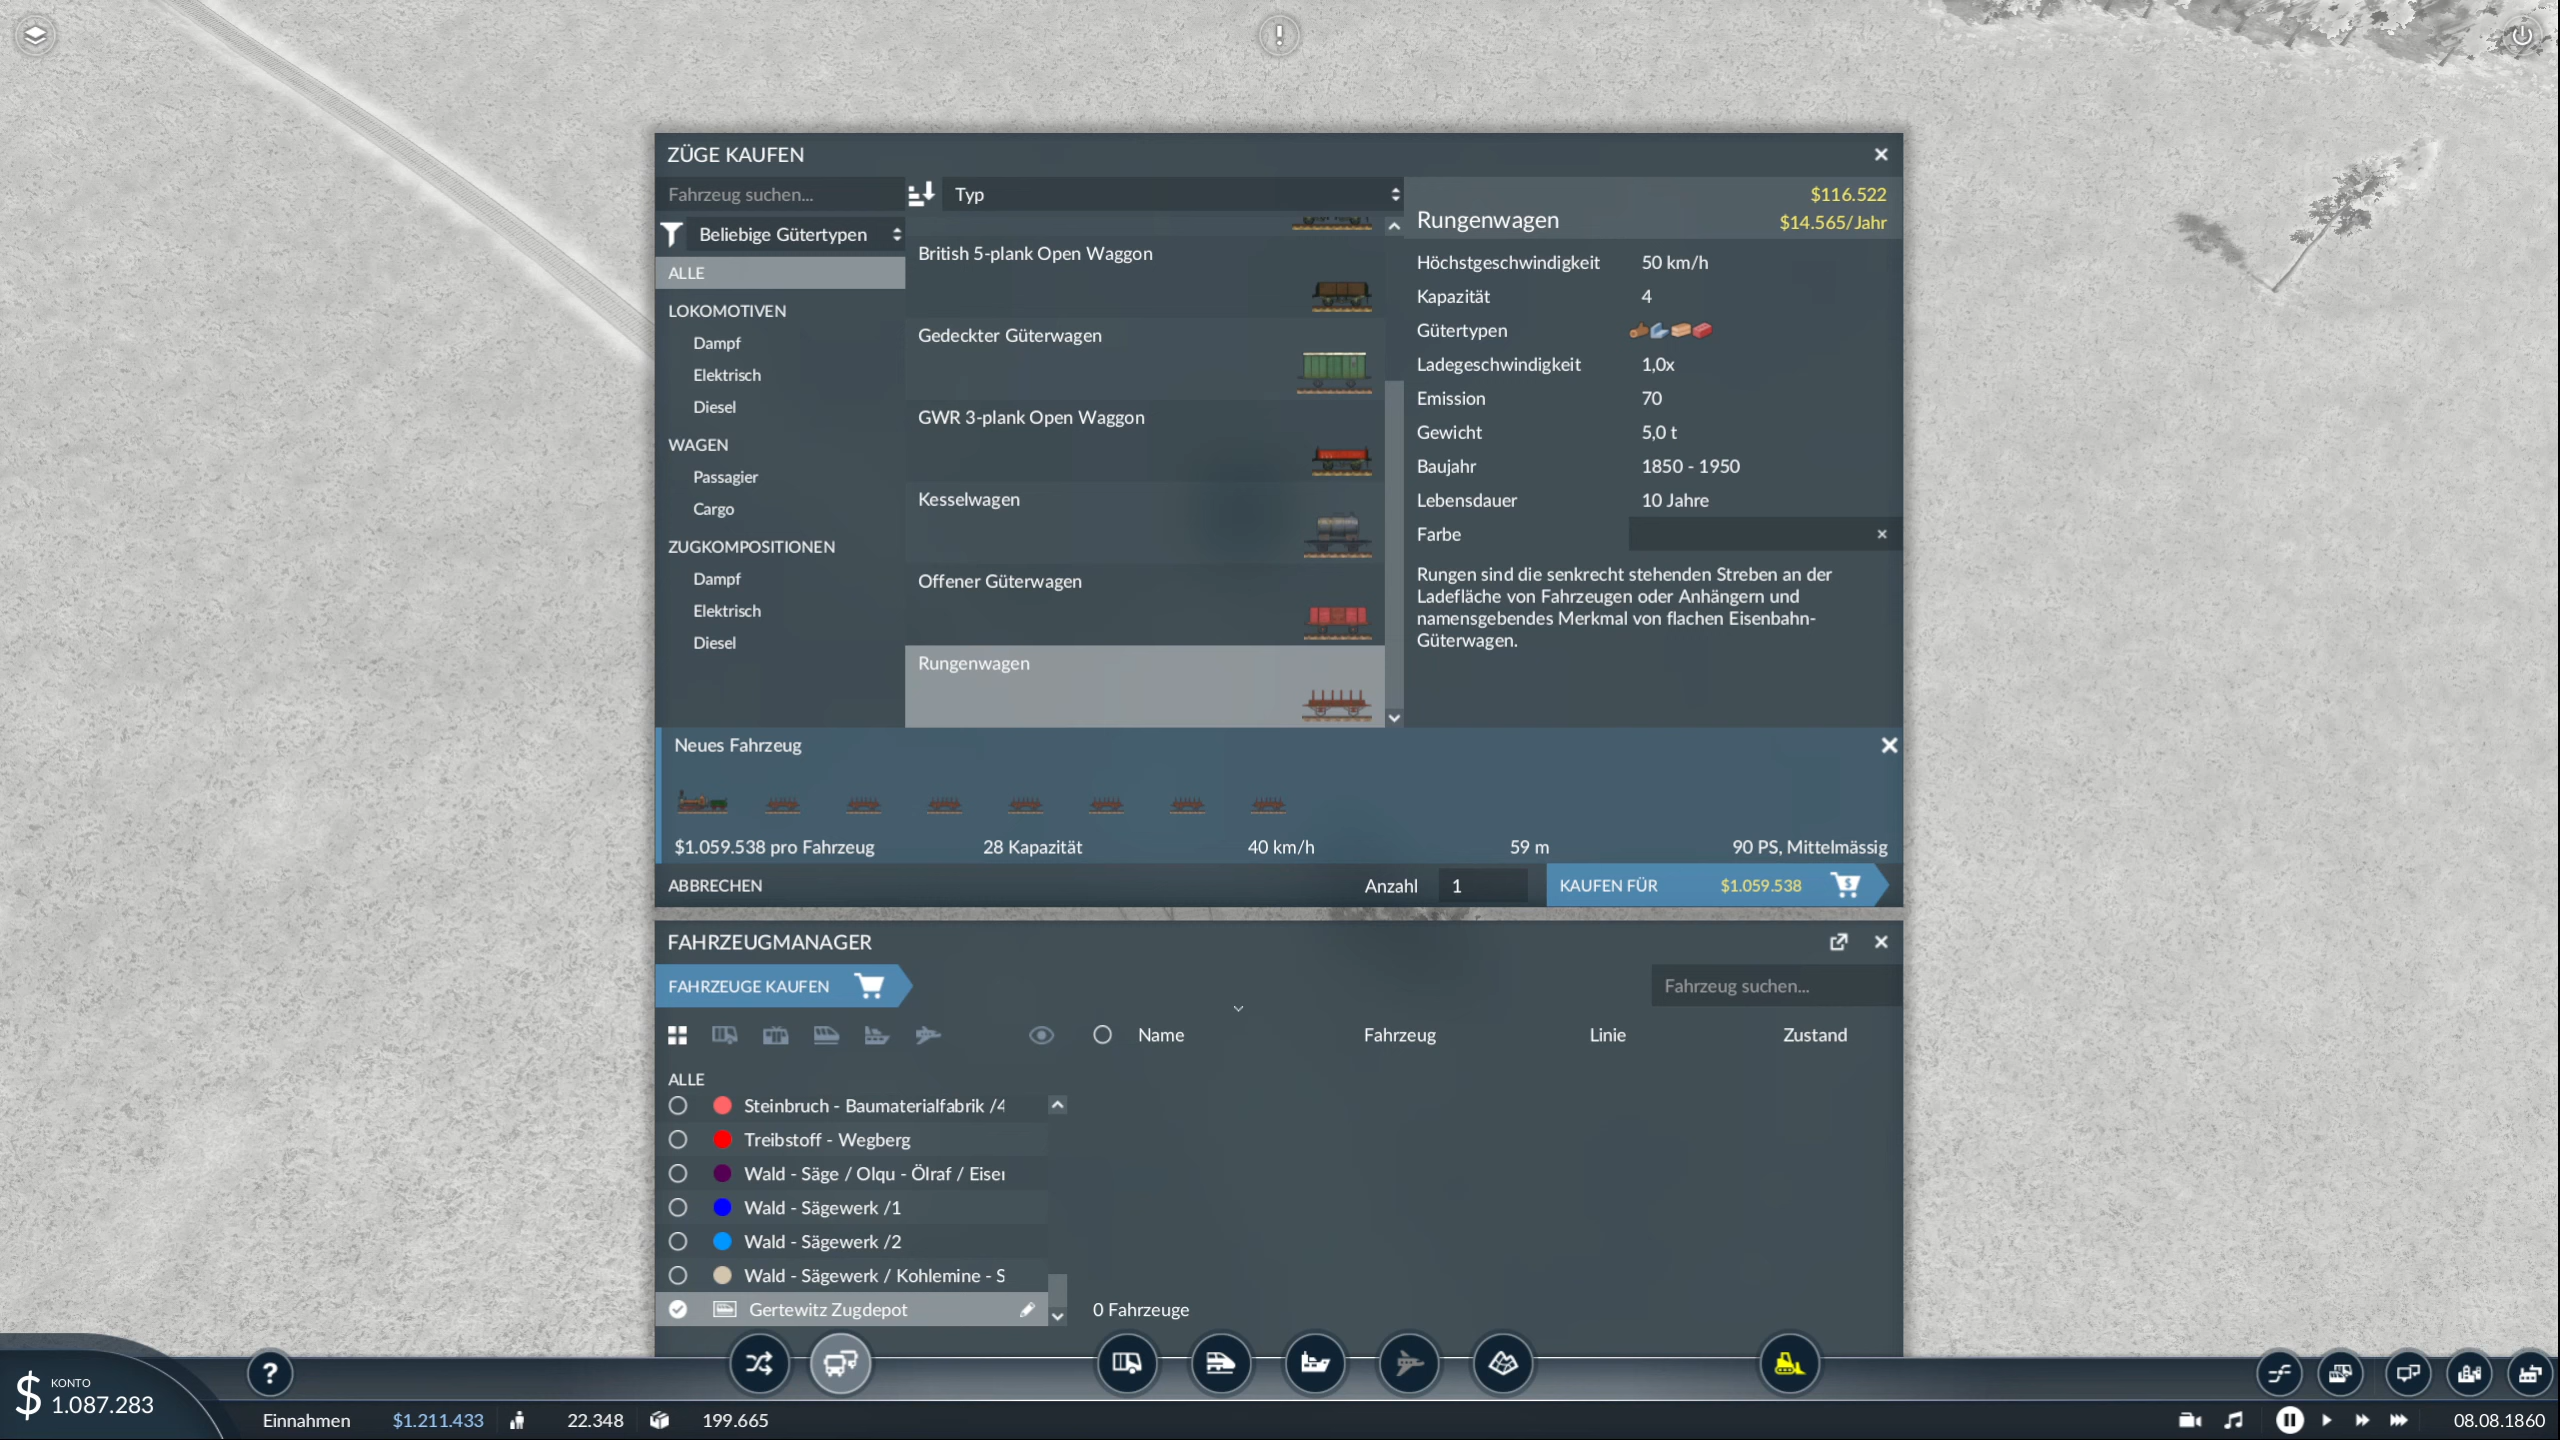 ZÜGE KAUFEN
Fahrzeug suchen...
Typ
Beliebige Gütertypen
ALLE
LOKOMOTIVEN
Dampf
Elektrisch
Diesel
WAGEN
Passagier
Cargo
ZUGKOMPOSITIONEN
Dampf
Elektrisch
Diesel
British 5-plank Open Waggon
Gedeckter Güterwagen
GWR 3-plank Open Waggon
Kesselwagen
Offener Güterwagen
Rungenwagen
$116.522
Rungenwagen
$14.565/Jahr
Höchstgeschwindigkeit 50 km/h
Kapazität 4
Gütertypen
Ladegeschwindigkeit 1,0x
Emission 70
Gewicht 5,0 t
Baujahr 1850 - 1950
Lebensdauer 10 Jahre
Farbe
Rungen sind die senkrecht stehenden Streben an der
Ladefläche von Fahrzeugen oder Anhängern und
namensgebendes Merkmal von flachen Eisenbahn-
Güterwagen.
Neues Fahrzeug
$1.059.538 pro Fahrzeug 28 Kapazität 40 km/h 59 m 90 PS, Mittelmässig
ABBRECHEN Anzahl 1 KAUFEN FÜR $1.059.538
FAHRZEUGMANAGER
FAHRZEUGE KAUFEN
Fahrzeug suchen...
Name Fahrzeug Linie Zustand
ALLE
Steinbruch - Baumaterialfabrik /4
Treibstoff - Wegberg
Wald - Säge / Olqu - Ölraf / Eiser
Wald - Sägewerk /1
Wald - Sägewerk /2
Wald - Sägewerk / Kohlemine - S
Gertewitz Zugdepot
0 Fahrzeuge
?
$ KONTO
1.087.283
Einnahmen $1.211.433 22.348 199.665
08.08.1860